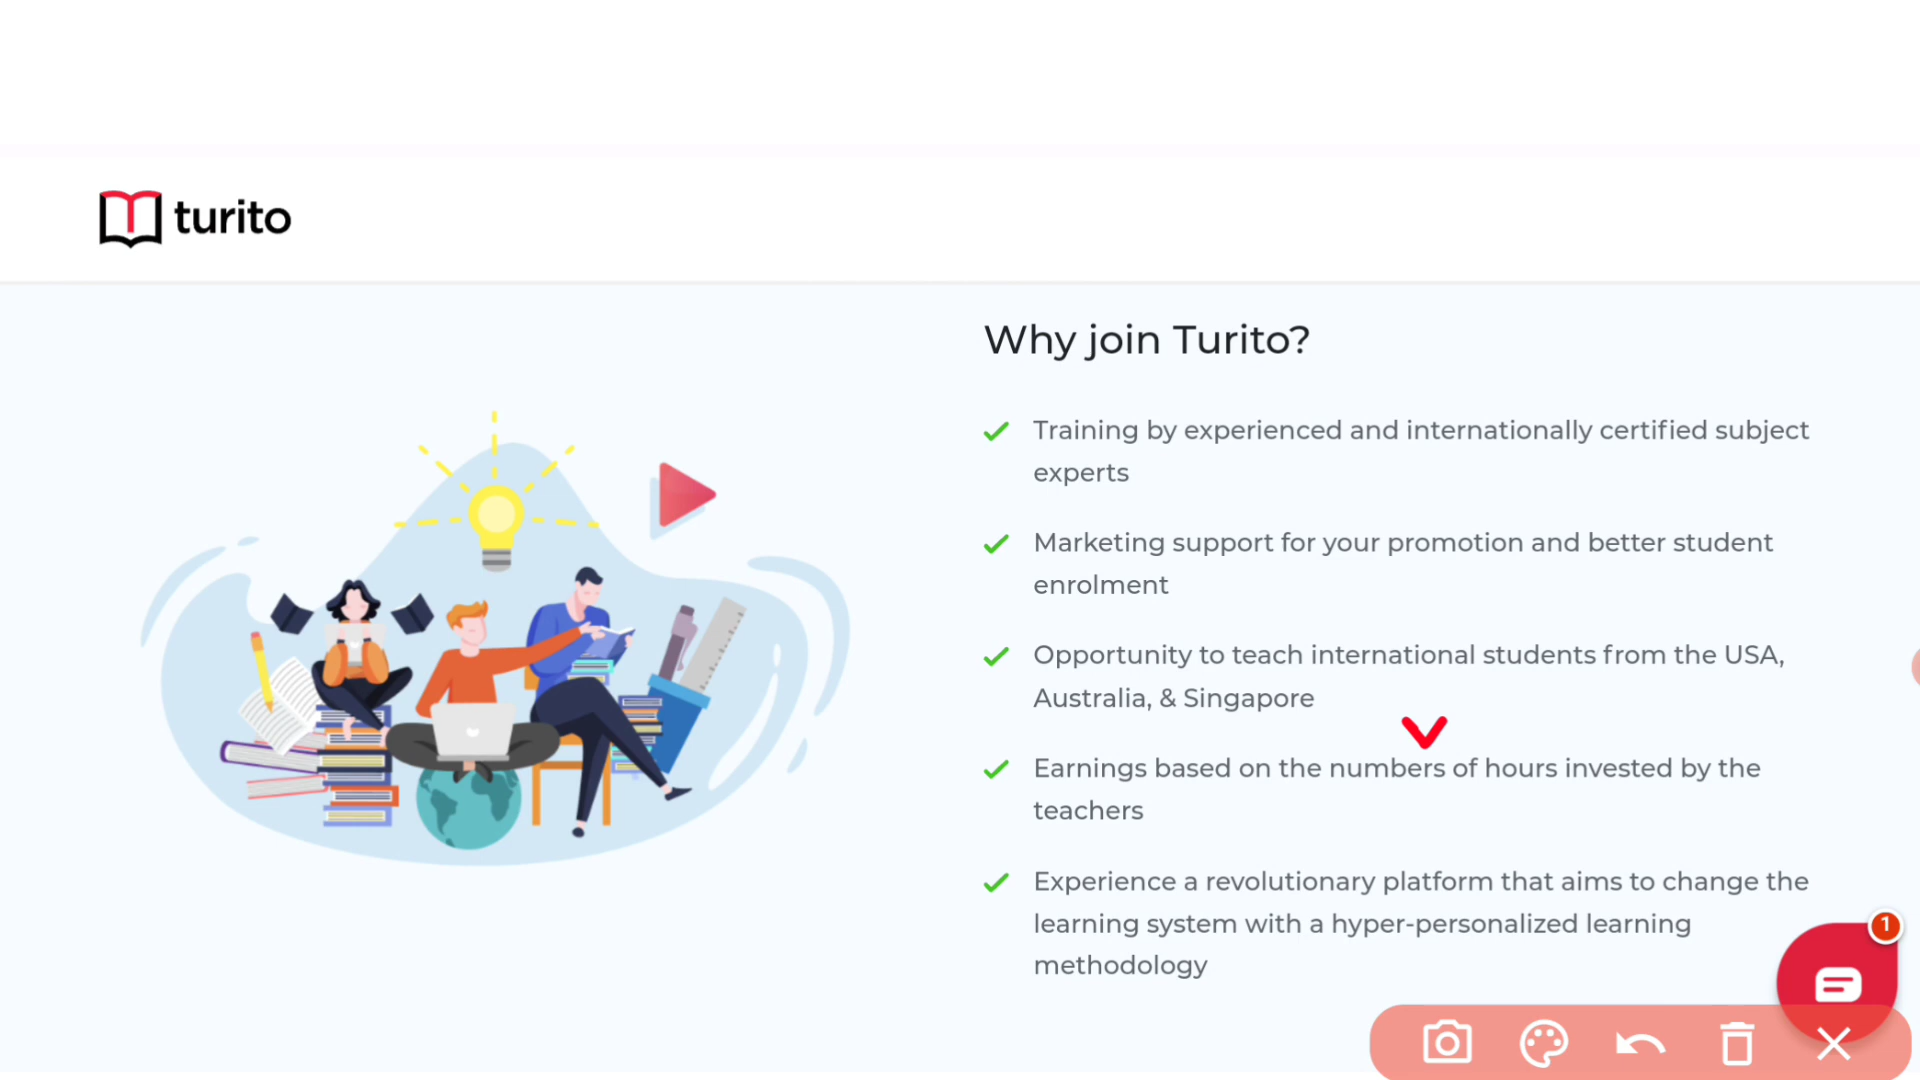 turito
Why join Turito?
Training by experienced and internationally certified subject
experts
Marketing support for your promotion and better student
enrolment
Opportunity to teach international students from the USA,
Australia, & Singapore
Earnings based on the numbers of hours invested by the
teachers
Experience a revolutionary platform that aims to change the
learning system with a hyper-personalized learning
methodology
1